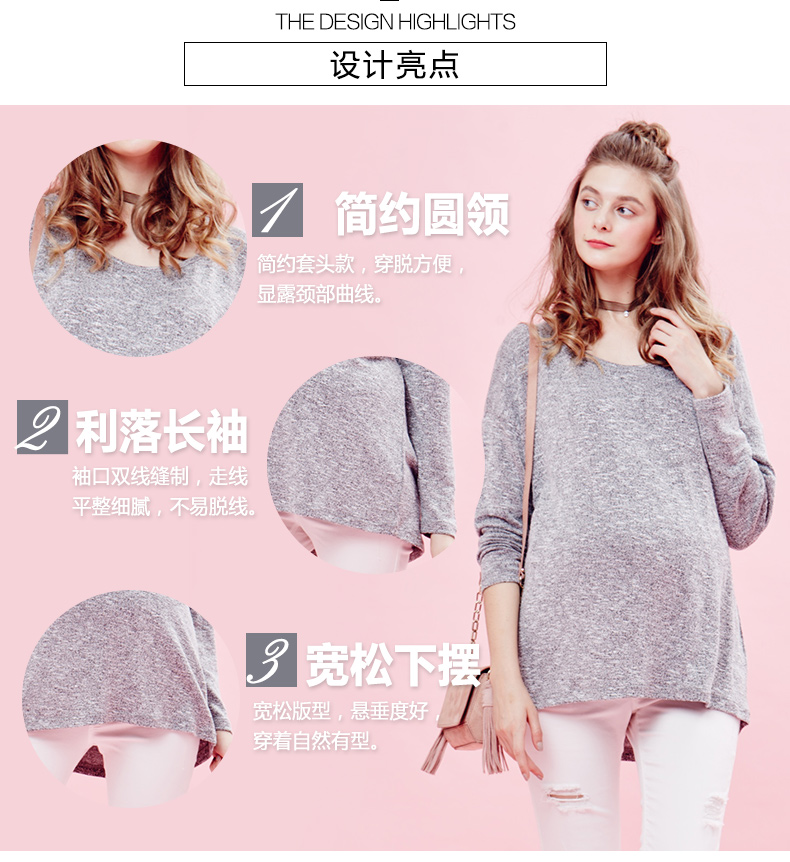 THE DESIGN HIGHLIGHTS
设计亮点
1 简约圆领
简约套头款，穿脱方便，
显露颈部曲线。
2 利落长袖
袖口双线缝制，走线
平整细腻，不易脱线。
3 宽松下摆
宽松版型，悬垂度好，
穿着自然有型。